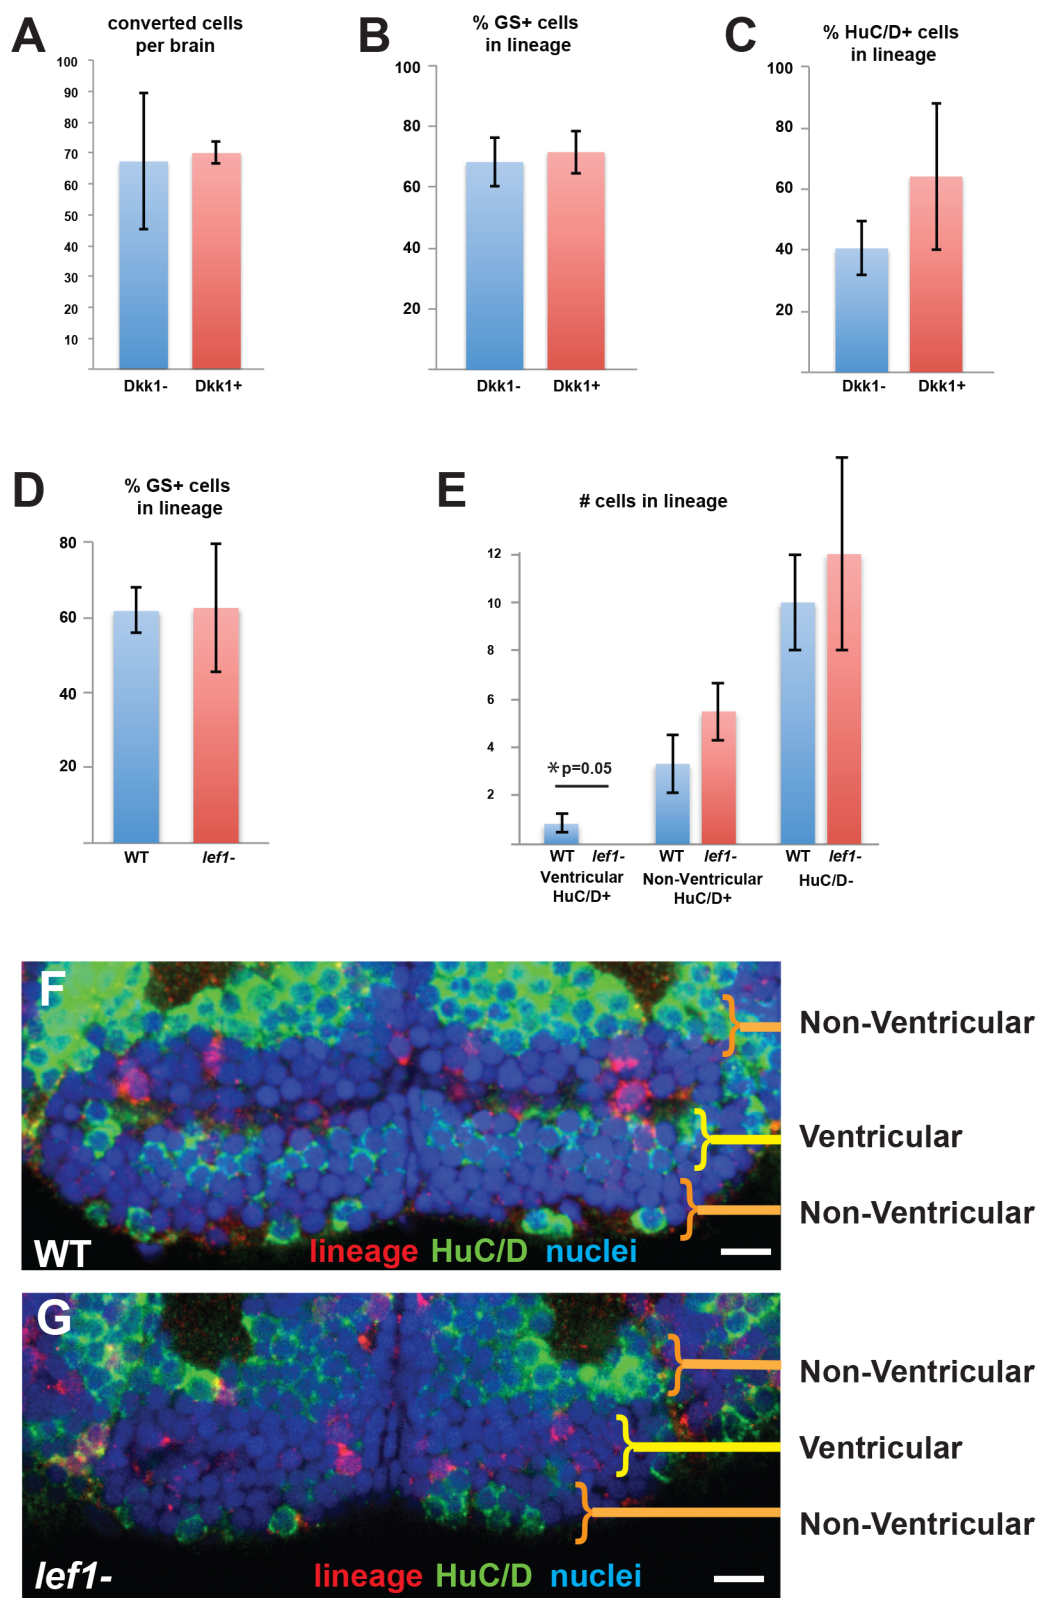 A
converted cells
per brain
100
90
80
70
60
50
40
30
20
10
Dkk1-
Dkk1+
B
% GS+ cells
in lineage
100
80
60
40
20
Dkk1-
Dkk1+
C
% HuC/D+ cells
in lineage
100
80
60
40
20
Dkk1-
Dkk1+
D
% GS+ cells
in lineage
80
60
40
20
WT
lef1-
E
# cells in lineage
12
10
8
6
4
2
*p=0.05
WT lef1- WT lef1- WT lef1-
Ventricular
HuC/D+
Non-Ventricular
HuC/D+
HuC/D-
F
Non-Ventricular
Ventricular
Non-Ventricular
WT
lineage HuC/D nuclei
G
Non-Ventricular
Ventricular
Non-Ventricular
lef1-
lineage HuC/D nuclei